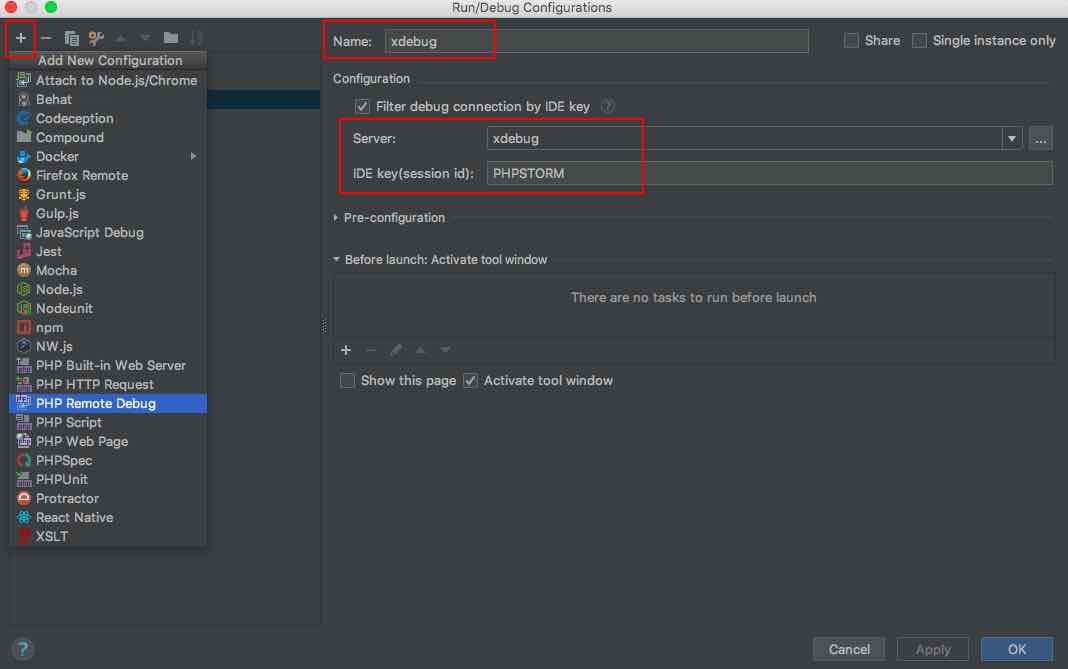 Run/Debug Configurations
Name: xdebug
Share
Single instance only
Add New Configuration
Attach to Node.js/Chrome
Behat
Codeception
Compound
Docker
Firefox Remote
Grunt.js
Gulp.js
JavaScript Debug
Jest
Mocha
Node.js
Nodeunit
npm
NW.js
PHP Built-in Web Server
PHP HTTP Request
PHP Remote Debug
PHP Script
PHP Web Page
PHPSpec
PHPUnit
Protractor
React Native
XSLT
Configuration
Filter debug connection by IDE key ?
Server: xdebug ...
IDE key(session id): PHPSTORM
Pre-configuration
Before launch: Activate tool window
There are no tasks to run before launch
Show this page Activate tool window
? Cancel Apply OK